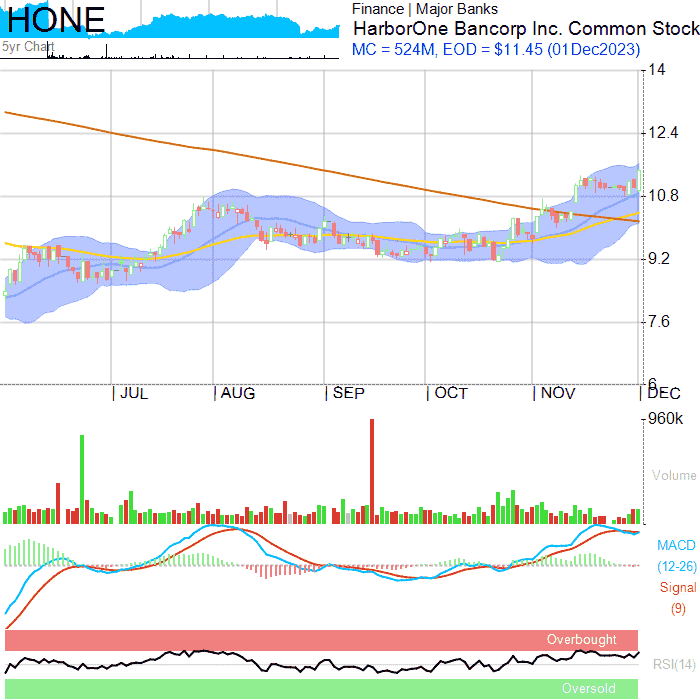 HONE
5yr Chart
Finance | Major Banks
HarborOne Bancorp Inc. Common Stock
MC = 524M, EOD = $11.45 (01Dec2023)
14
12.4
10.8
9.2
7.6
6
| JUL | AUG | SEP | OCT | NOV | DEC
960k
Volume
MACD
(12-26)
Signal
(9)
Overbought
RSI(14)
Oversold